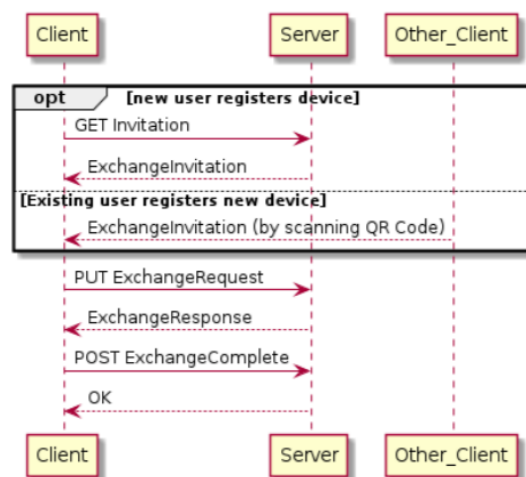 Client Server Other_Client
opt [new user registers device]
GET Invitation
ExchangeInvitation
[Existing user registers new device]
ExchangeInvitation (by scanning QR Code)
PUT ExchangeRequest
ExchangeResponse
POST ExchangeComplete
OK
Client Server Other_Client